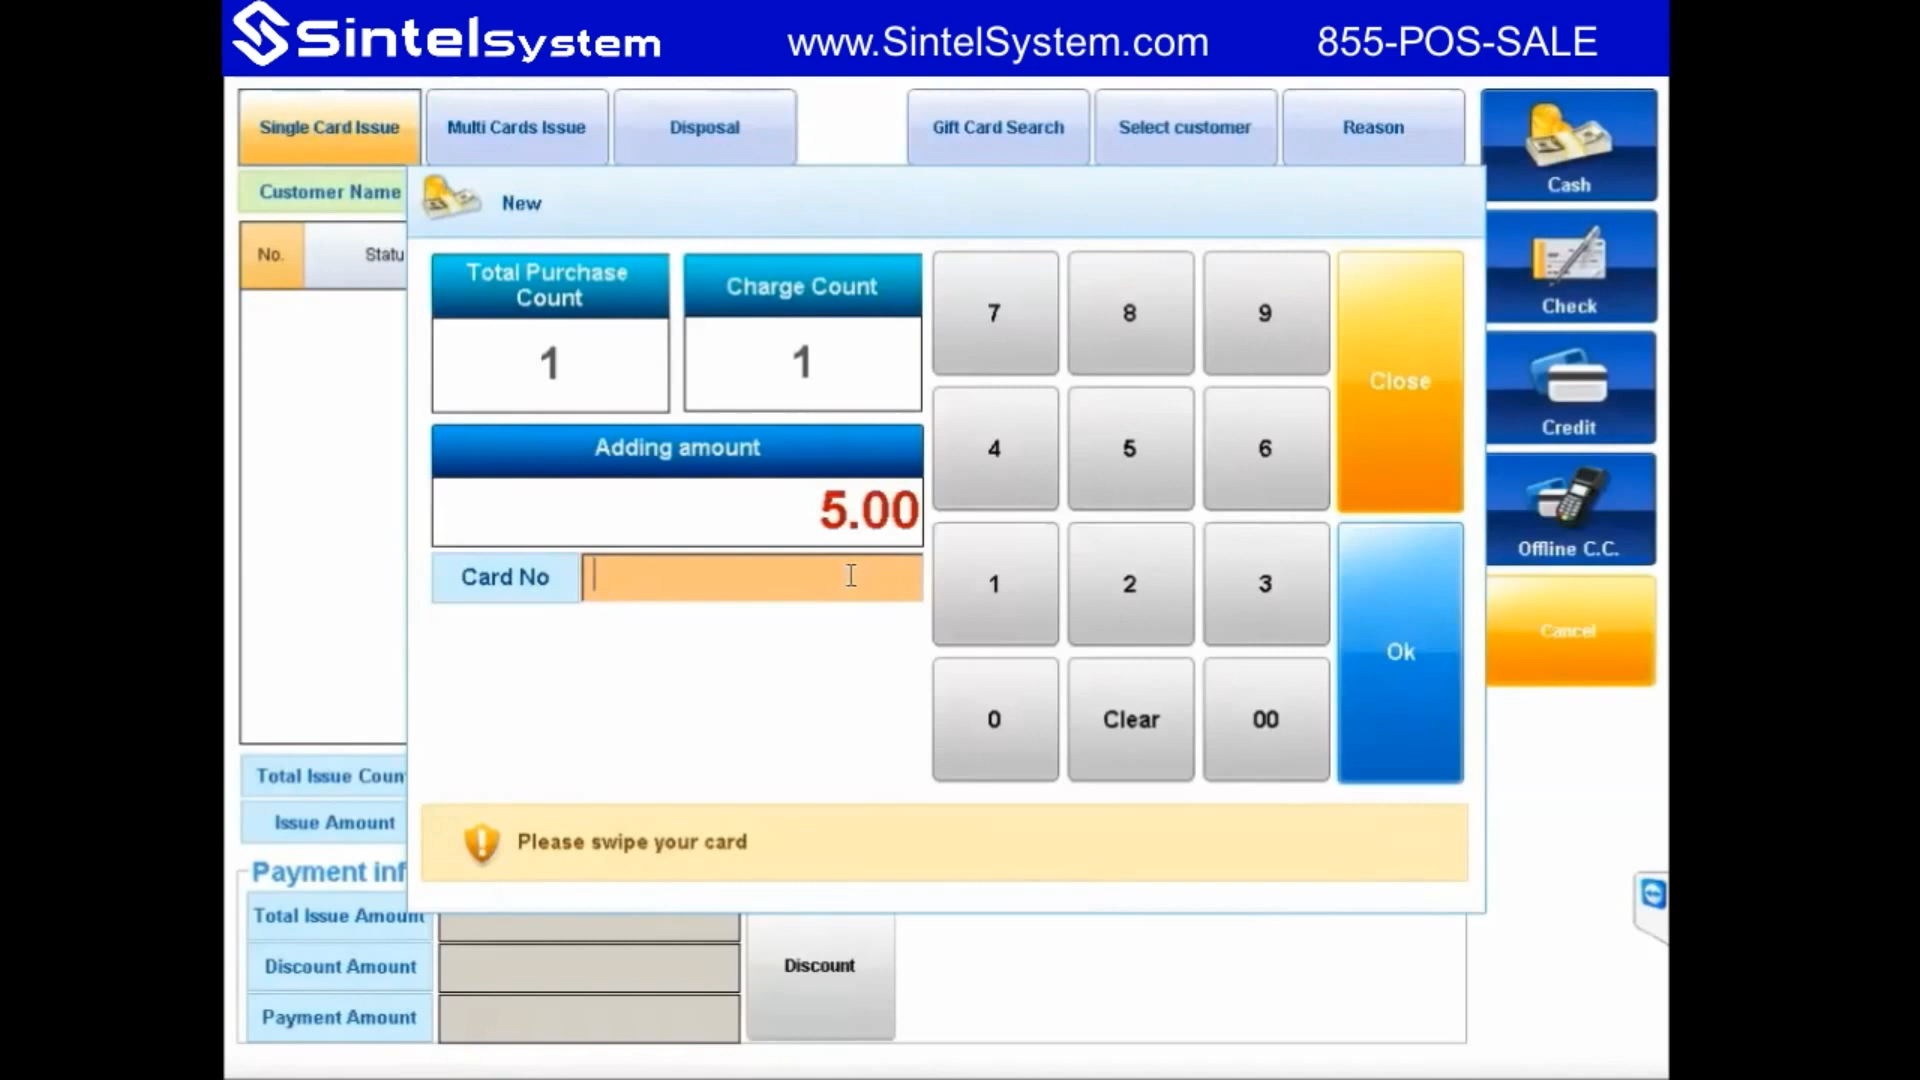 Sintelsystem www.SintelSystem.com 855-POS-SALE
Single Card Issue Multi Cards Issue Disposal Gift Card Search Select customer Reason
Cash
Customer Name
New
No. Statu
Total Purchase
Count
Charge Count
1 1
7 8 9
Close
Check
Adding amount
5.00
4 5 6
Credit
Card No
1 2 3
Ok
Offline C.C.
Cancel
0 Clear 00
Total Issue Coun
Issue Amount
Please swipe your card
Payment inf
Total Issue Amount
Discount Amount
Discount
Payment Amount